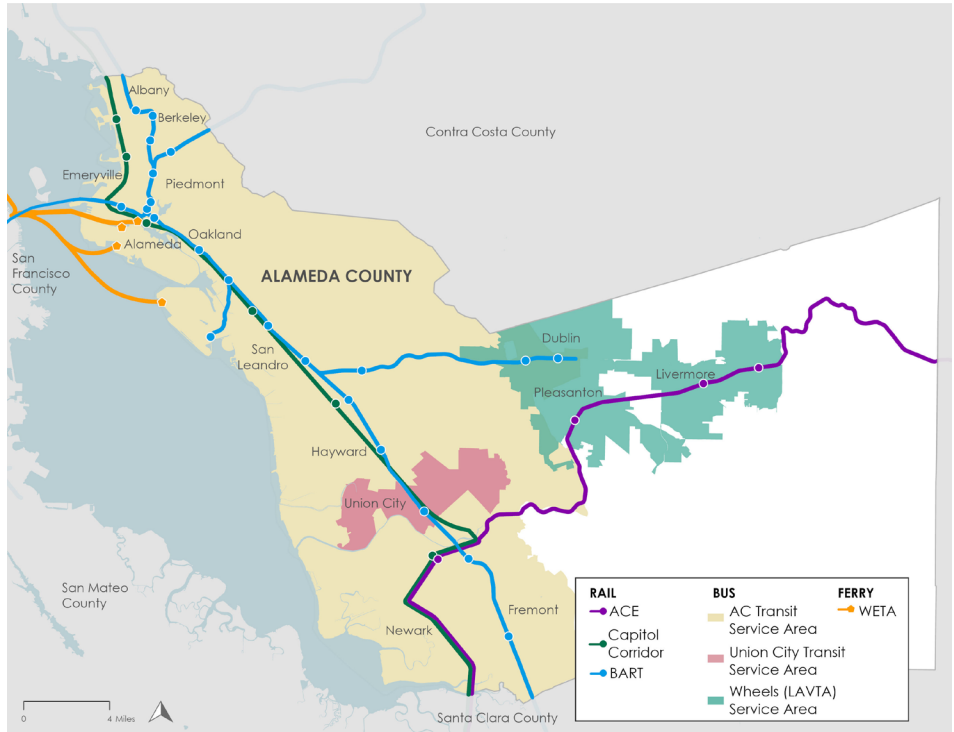 Albany
Berkeley
Contra Costa County
Emeryville
Piedmont
Oakland
Alameda
San
Francisco
County
ALAMEDA COUNTY
San
Leandro
Dublin
Livermore
Pleasanton
Hayward
Union City
San Mateo
County
Fremont
Newark
Santa Clara County
0
4 Miles
RAIL
ACE
Capitol
Corridor
BART
BUS
AC Transit
Service Area
Union City Transit
Service Area
Wheels (LAVTA)
Service Area
FERRY
WETA